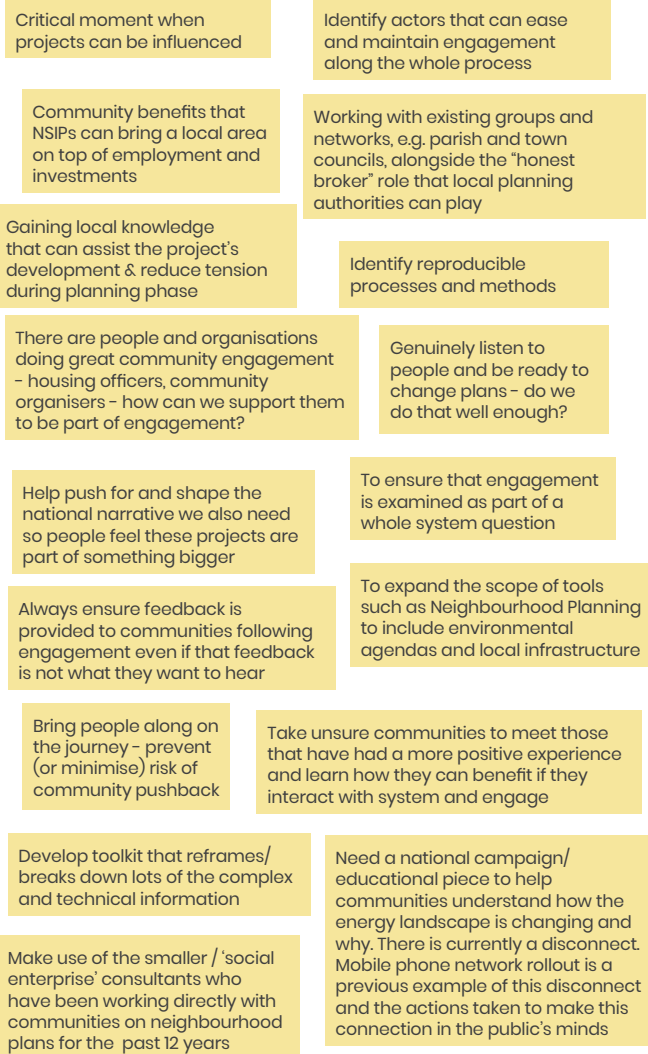 Critical moment when
projects can be influenced
Identify actors that can ease
and maintain engagement
along the whole process
Community benefits that
NSIPs can bring a local area
on top of employment and
investments
Working with existing groups and
networks, e.g. parish and town
councils, alongside the “honest
broker” role that local planning
authorities can play
Gaining local knowledge
that can assist the project’s
development & reduce tension
during planning phase
Identify reproducible
processes and methods
There are people and organisations
doing great community engagement
- housing officers, community
organisers - how can we support them
to be part of engagement?
Genuinely listen to
people and be ready to
change plans - do we
do that well enough?
Help push for and shape the
national narrative we also need
so people feel these projects are
part of something bigger
To ensure that engagement
is examined as part of a
whole system question
Always ensure feedback is
provided to communities following
engagement even if that feedback
is not what they want to hear
To expand the scope of tools
such as Neighbourhood Planning
to include environmental
agendas and local infrastructure
Bring people along on
the journey - prevent
(or minimise) risk of
community pushback
Take unsure communities to meet those
that have had a more positive experience
and learn how they can benefit if they
interact with system and engage
Develop toolkit that reframes/
breaks down lots of the complex
and technical information
Need a national campaign/
educational piece to help
communities understand how the
energy landscape is changing and
why. There is currently a disconnect.
Mobile phone network rollout is a
previous example of this disconnect
and the actions taken to make this
connection in the public’s minds
Make use of the smaller / ‘social
enterprise’ consultants who
have been working directly with
communities on neighbourhood
plans for the past 12 years